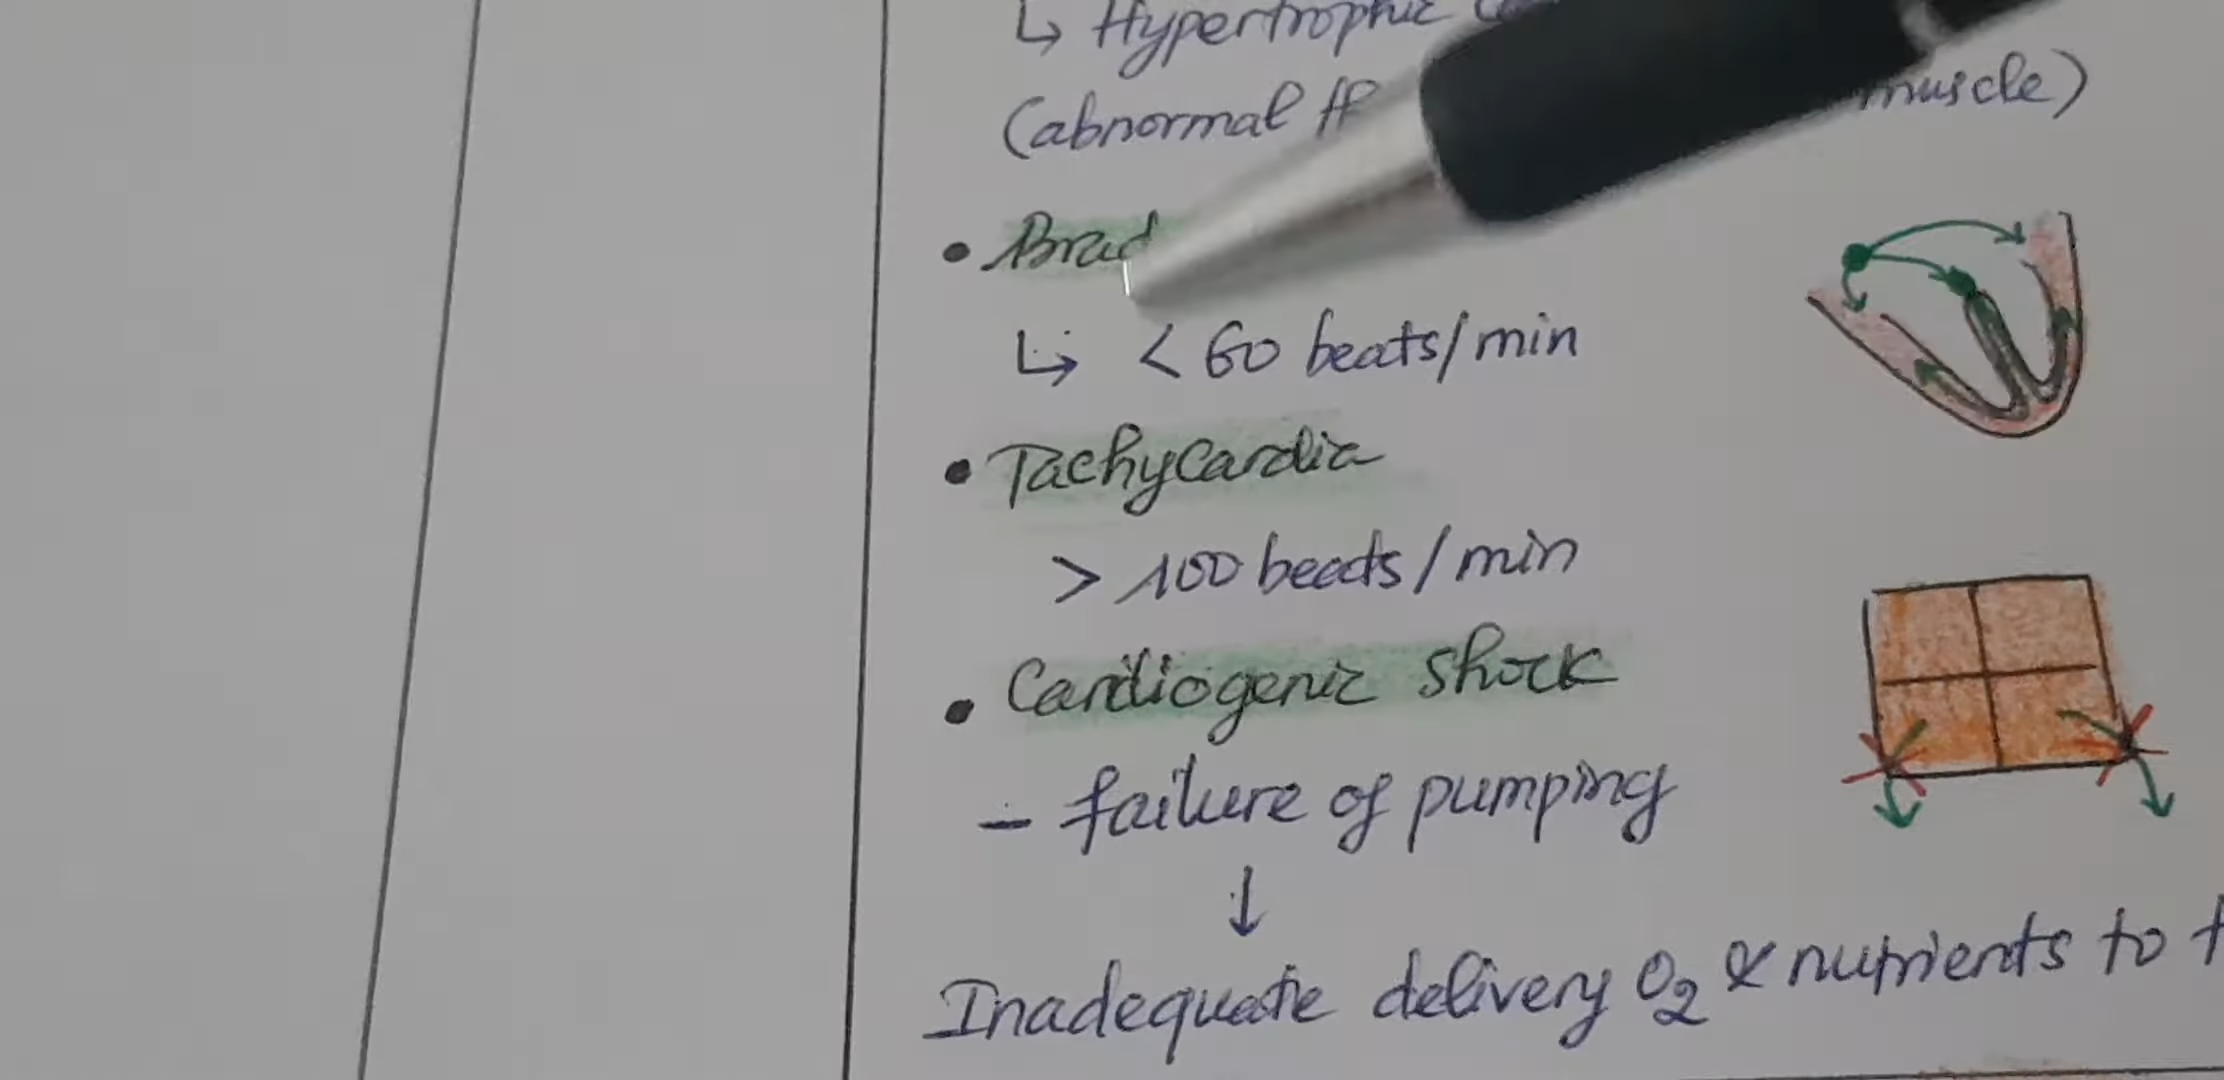 ↳ Hypertrophic
(abnormal muscle)
• Brad
↳ < 60 beats/min
• Tachycardia
> 100 beats/min
• Cardiogenic shock
- failure of pumping
↓
Inadequate delivery O₂ & nutrients to